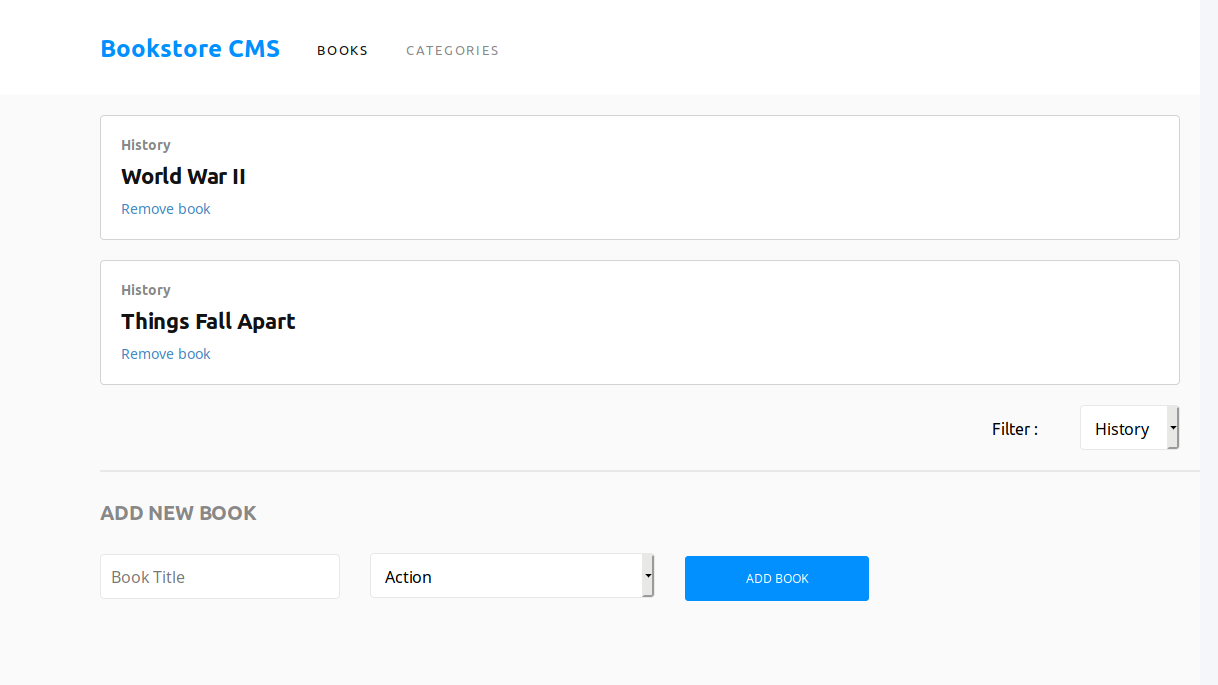 Bookstore CMS BOOKS CATEGORIES
History
World War II
Remove book
History
Things Fall Apart
Remove book
Filter : History
ADD NEW BOOK
Book Title Action ADD BOOK